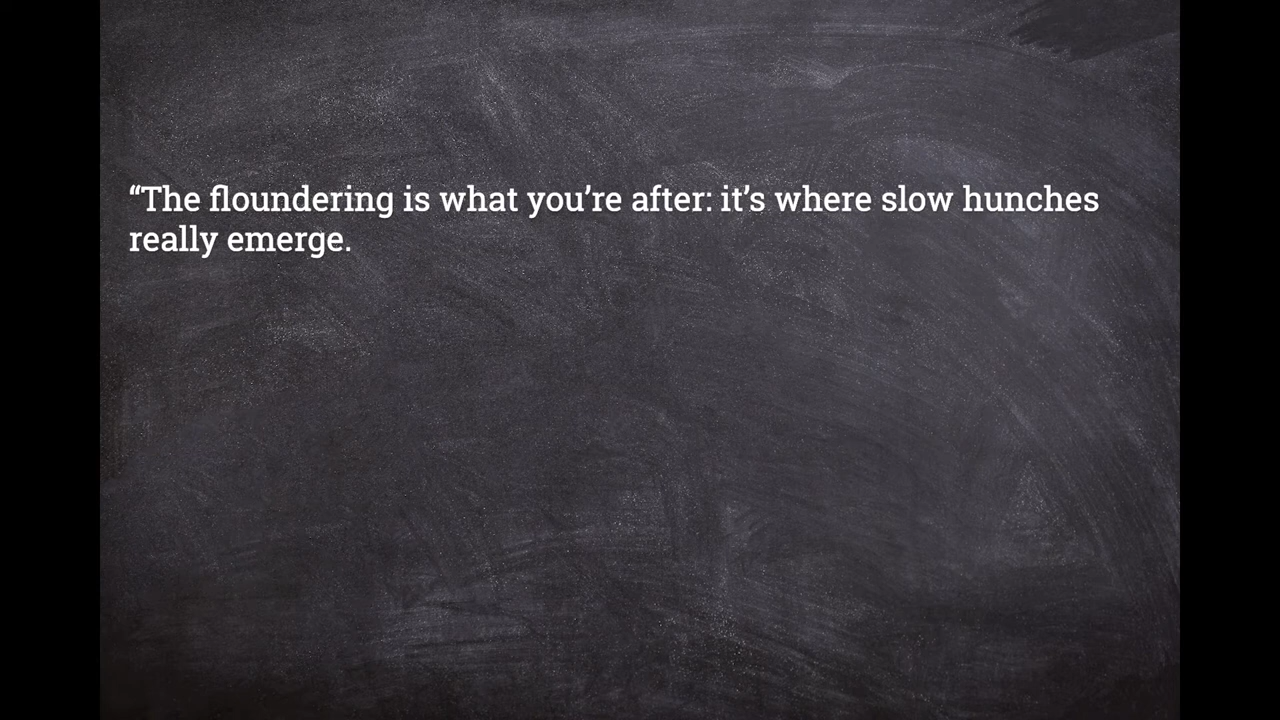 “The floundering is what you’re after: it’s where slow hunches
really emerge.